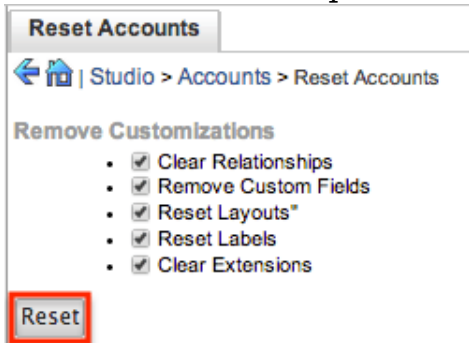 Reset Accounts
| Studio > Accounts > Reset Accounts
Remove Customizations
• Clear Relationships
• Remove Custom Fields
• Reset Layouts"
• Reset Labels
• Clear Extensions
Reset